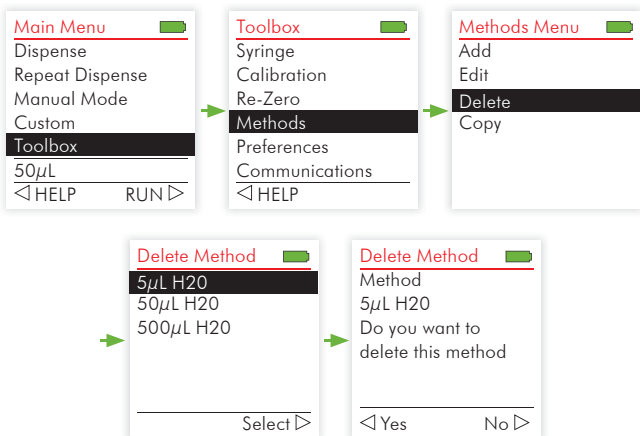 Main Menu
Dispense
Repeat Dispense
Manual Mode
Custom
Toolbox
50µL
HELP RUN
Toolbox
Syringe
Calibration
Re-Zero
Methods
Preferences
Communications
HELP
Methods Menu
Add
Edit
Delete
Copy
Delete Method
5µL H20
50µL H20
500µL H20
Select
Delete Method
Method
5µL H20
Do you want to
delete this method
Yes No